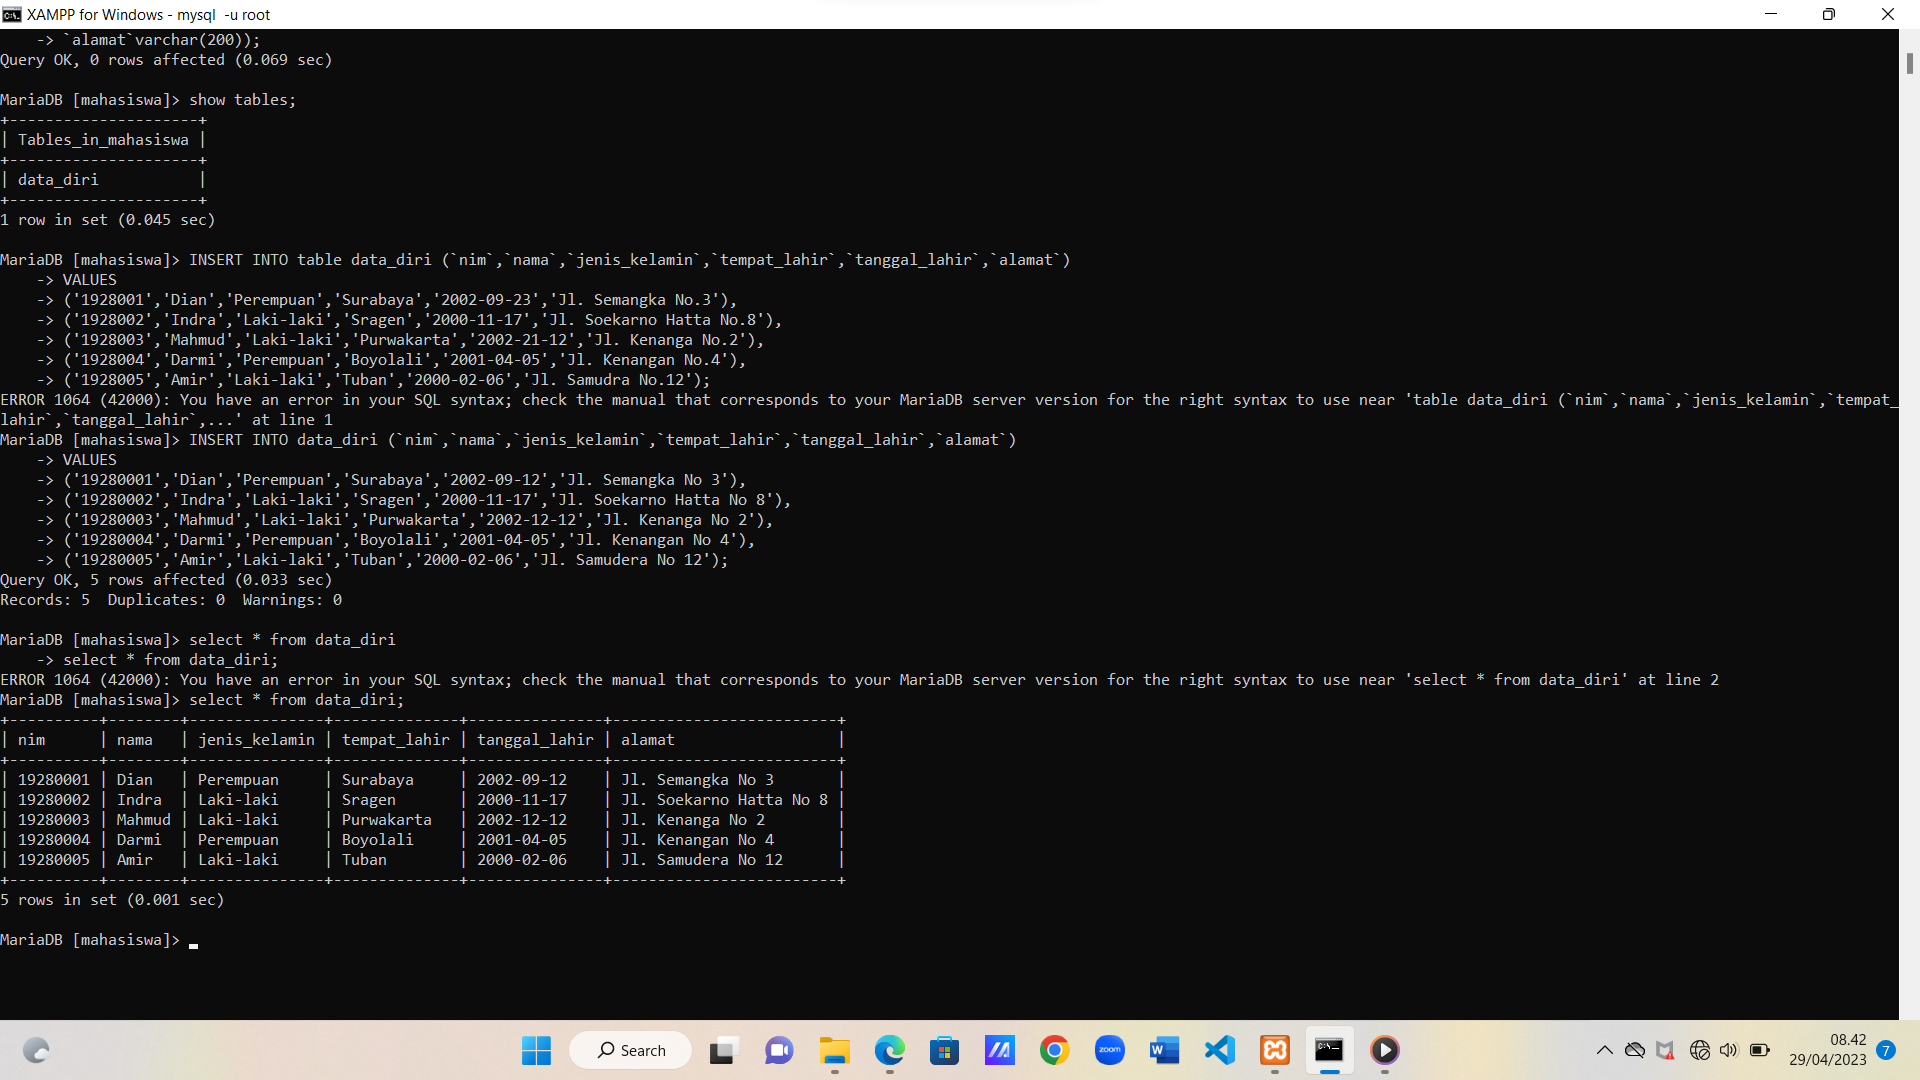 XAMPP for Windows - mysql  -u root
    -> `alamat`varchar(200));
Query OK, 0 rows affected (0.069 sec)
MariaDB [mahasiswa]> show tables;
+---------------------+
| Tables_in_mahasiswa |
+---------------------+
| data_diri           |
+---------------------+
1 row in set (0.045 sec)
MariaDB [mahasiswa]> INSERT INTO table data_diri (`nim`,`nama`,`jenis_kelamin`,`tempat_lahir`,`tanggal_lahir`,`alamat`)
    -> VALUES
    -> ('1928001','Dian','Perempuan','Surabaya','2002-09-23','Jl. Semangka No.3'),
    -> ('1928002','Indra','Laki-laki','Sragen','2000-11-17','Jl. Soekarno Hatta No.8'),
    -> ('1928003','Mahmud','Laki-laki','Purwakarta','2002-21-12','Jl. Kenanga No.2'),
    -> ('1928004','Darmi','Perempuan','Boyolali','2001-04-05','Jl. Kenangan No.4'),
    -> ('1928005','Amir','Laki-laki','Tuban','2000-02-06','Jl. Samudra No.12');
ERROR 1064 (42000): You have an error in your SQL syntax; check the manual that corresponds to your MariaDB server version for the right syntax to use near 'table data_diri (`nim`,`nama`,`jenis_kelamin`,`tempat_
lahir`,`tanggal_lahir`,...' at line 1
MariaDB [mahasiswa]> INSERT INTO data_diri (`nim`,`nama`,`jenis_kelamin`,`tempat_lahir`,`tanggal_lahir`,`alamat`)
    -> VALUES
    -> ('19280001','Dian','Perempuan','Surabaya','2002-09-12','Jl. Semangka No 3'),
    -> ('19280002','Indra','Laki-laki','Sragen','2000-11-17','Jl. Soekarno Hatta No 8'),
    -> ('19280003','Mahmud','Laki-laki','Purwakarta','2002-12-12','Jl. Kenanga No 2'),
    -> ('19280004','Darmi','Perempuan','Boyolali','2001-04-05','Jl. Kenangan No 4'),
    -> ('19280005','Amir','Laki-laki','Tuban','2000-02-06','Jl. Samudera No 12');
Query OK, 5 rows affected (0.033 sec)
Records: 5  Duplicates: 0  Warnings: 0
MariaDB [mahasiswa]> select * from data_diri
    -> select * from data_diri;
ERROR 1064 (42000): You have an error in your SQL syntax; check the manual that corresponds to your MariaDB server version for the right syntax to use near 'select * from data_diri' at line 2
MariaDB [mahasiswa]> select * from data_diri;
+----------+--------+---------------+--------------+---------------+-------------------------+
| nim      | nama   | jenis_kelamin | tempat_lahir | tanggal_lahir | alamat                  |
+----------+--------+---------------+--------------+---------------+-------------------------+
| 19280001 | Dian   | Perempuan     | Surabaya     | 2002-09-12    | Jl. Semangka No 3       |
| 19280002 | Indra  | Laki-laki     | Sragen       | 2000-11-17    | Jl. Soekarno Hatta No 8 |
| 19280003 | Mahmud | Laki-laki     | Purwakarta   | 2002-12-12    | Jl. Kenanga No 2        |
| 19280004 | Darmi  | Perempuan     | Boyolali     | 2001-04-05    | Jl. Kenangan No 4       |
| 19280005 | Amir   | Laki-laki     | Tuban        | 2000-02-06    | Jl. Samudera No 12      |
+----------+--------+---------------+--------------+---------------+-------------------------+
5 rows in set (0.001 sec)
MariaDB [mahasiswa]> _
Search
zoom
W
08.42
29/04/2023
7